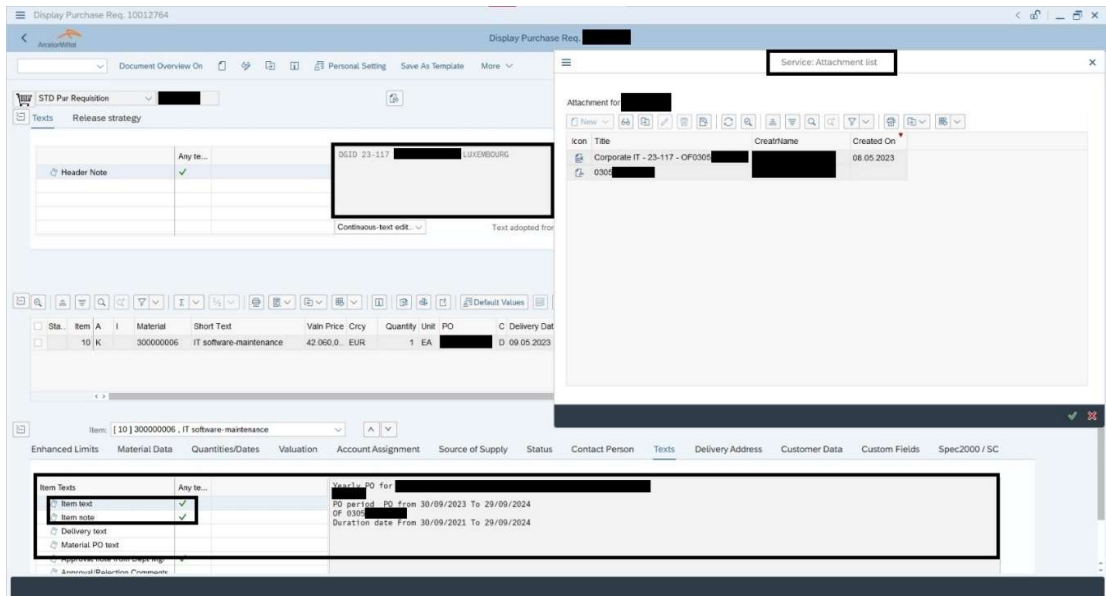 Display Purchase Req. 10012764
ArcelorMittal
Display Purchase Req.
Document Overview On
Personal Setting
Save As Template
More
STD Pur Requisition
Texts
Release strategy
Any te...
Header Note
DGID 23-117 LUXEMBOURG
Continuous-text edit..
Text adopted from
Service: Attachment list
Attachment for
New
Icon Title CreatrName Created On
Corporate IT - 23-117 - OF0305 08.05.2023
0305
Default Values
Sta.. Item A I Material Short Text Valn Price Crcy Quantity Unit PO C Delivery Dat
10 K 300000006 IT software-maintenance 42.060,0... EUR 1 EA D 09.05.2023
Item: [ 10 ] 300000006 , IT software-maintenance
Enhanced Limits Material Data Quantities/Dates Valuation Account Assignment Source of Supply Status Contact Person Texts Delivery Address Customer Data Custom Fields Spec2000 / SC
Item Texts Any te...
Item text
Item note
Delivery text
Material PO text
Approval note from Dept Mg.
Approval/Rejection Comments
Yearly PO for
PO period PO from 30/09/2023 To 29/09/2024
OF 0305
Duration date From 30/09/2021 To 29/09/2024